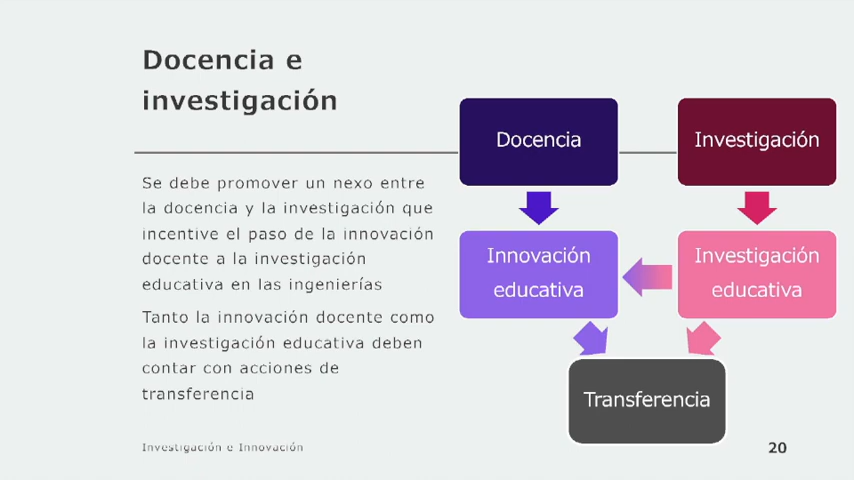 Docencia e
investigación
Se debe promover un nexo entre
la docencia y la investigación que
incentive el paso de la innovación
docente a la investigación
educativa en las ingenierías
Tanto la innovación docente como
la investigación educativa deben
contar con acciones de
transferencia
Docencia
Investigación
Innovación
educativa
Investigación
educativa
Transferencia
Investigación e Innovación
20